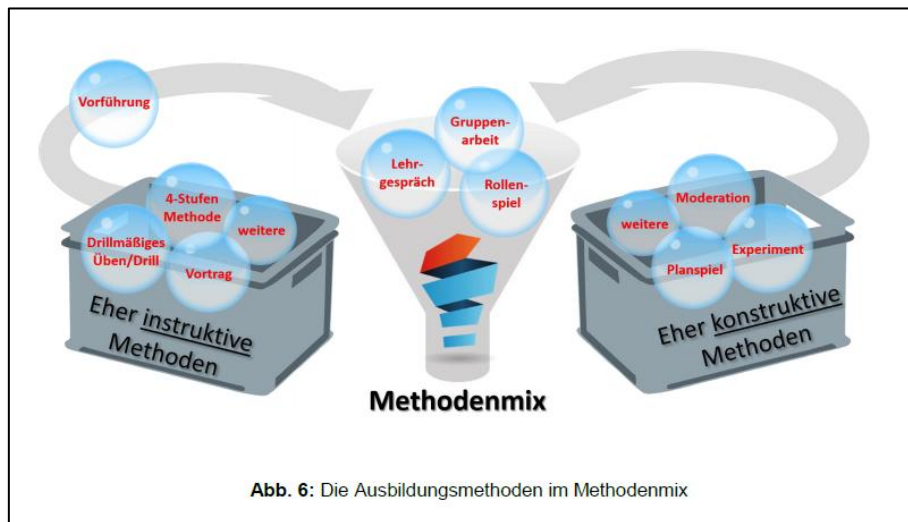 Vorführung
4-Stufen
Methode
weitere
Drillmäßiges
Üben/Drill
Vortrag
Eher instruktive
Methoden
Gruppen-
arbeit
Lehr-
gespräch
Rollen-
spiel
Methodenmix
Moderation
weitere
Experiment
Planspiel
Eher konstruktive
Methoden
Abb. 6: Die Ausbildungsmethoden im Methodenmix